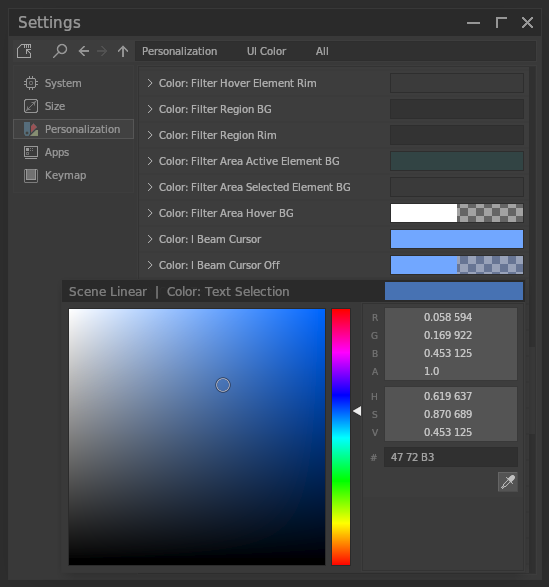 Settings
Personalization UI Color All
System
Size
Personalization
Apps
Keymap
Color: Filter Hover Element Rim
Color: Filter Region BG
Color: Filter Region Rim
Color: Filter Area Active Element BG
Color: Filter Area Selected Element BG
Color: Filter Area Hover BG
Color: I Beam Cursor
Color: I Beam Cursor Off
Scene Linear | Color: Text Selection
R 0.058 594
G 0.169 922
B 0.453 125
A 1.0
H 0.619 637
S 0.870 689
V 0.453 125
# 47 72 B3